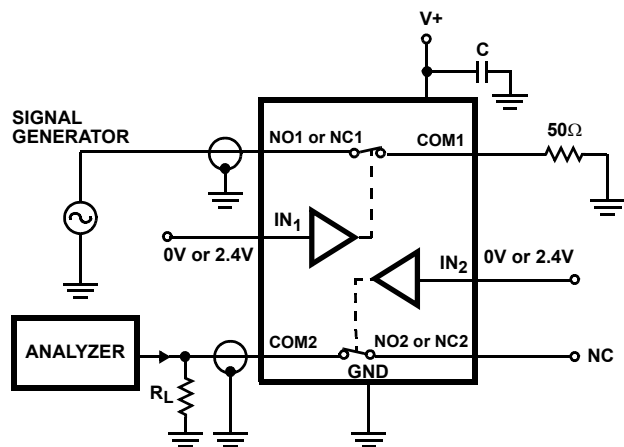 V+
C
SIGNAL
GENERATOR
NO1 or NC1
COM1
50Ω
IN1
0V or 2.4V
IN2
0V or 2.4V
ANALYZER
COM2
NO2 or NC2
NC
GND
RL